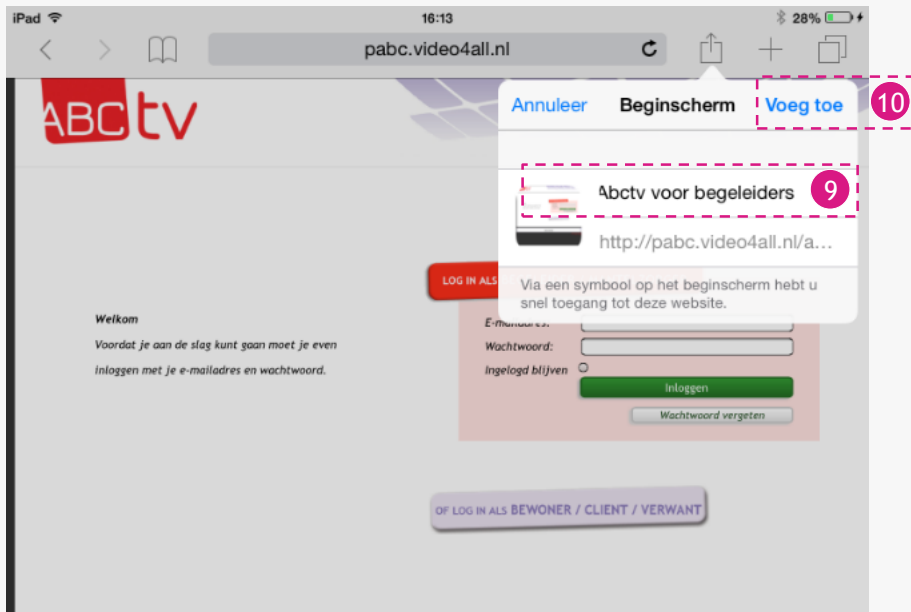 iPad 16:13 28%
pabc.video4all.nl
ABCtv
Annuleer Beginscherm Voeg toe 10
Abctv voor begeleiders 9
http://pabc.video4all.nl/a...
Via een symbool op het beginscherm hebt u
snel toegang tot deze website.
LOG IN ALS
Welkom
Voordat je aan de slag kunt gaan moet je even
inloggen met je e-mailadres en wachtwoord.
E-mailadres:
Wachtwoord:
Ingelogd blijven
Inloggen
Wachtwoord vergeten
OF LOG IN ALS BEWONER / CLIENT / VERWANT